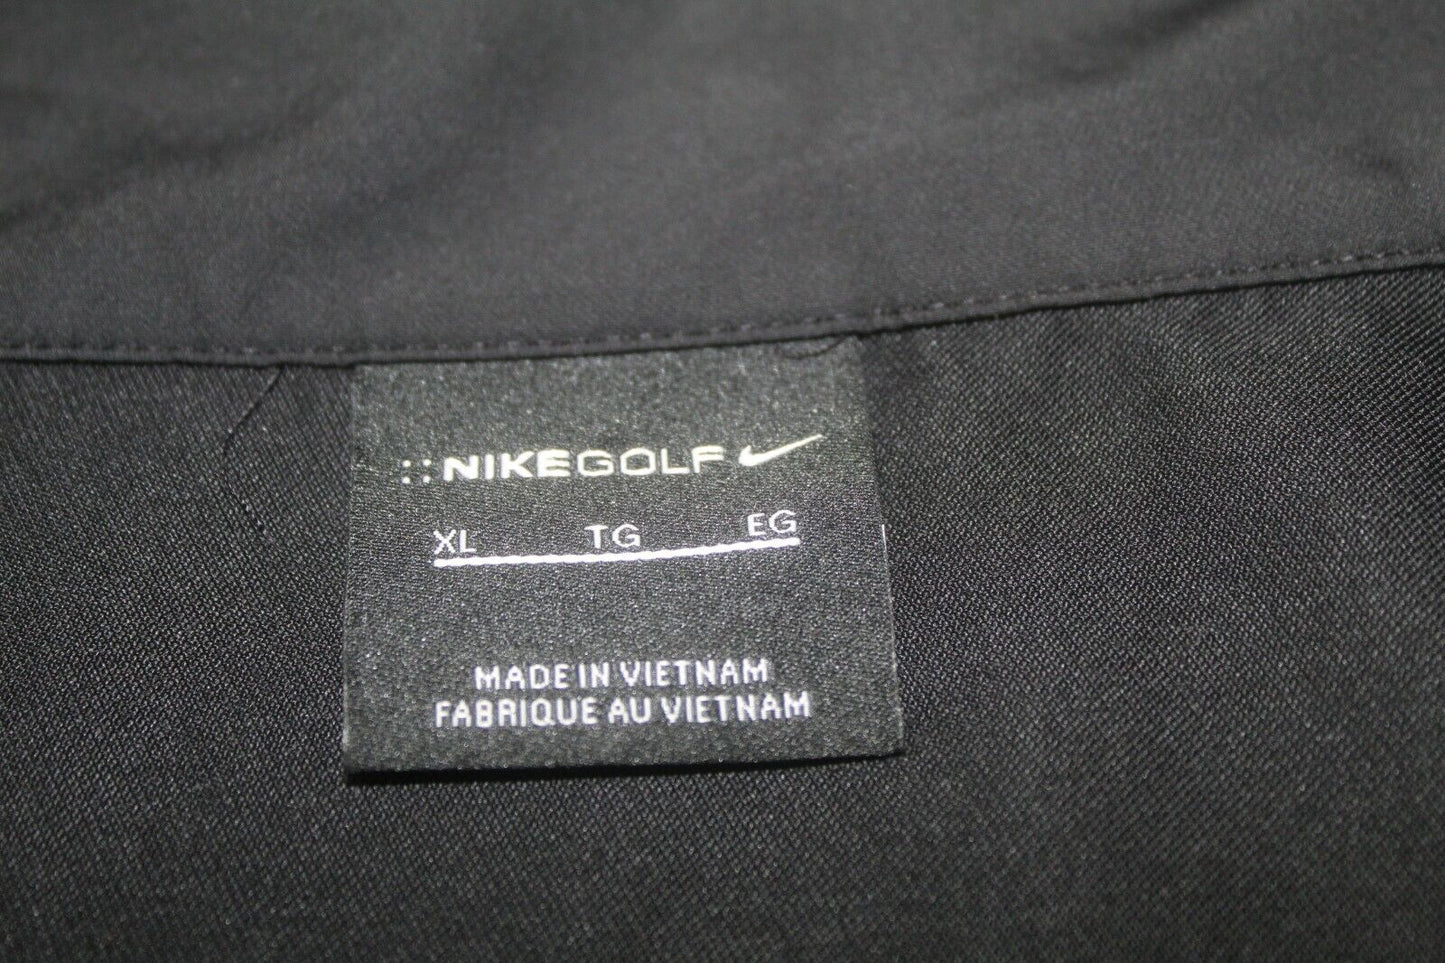 ::NIKEGOLF
XL TG EG
MADE IN VIETNAM
FABRIQUE AU VIETNAM